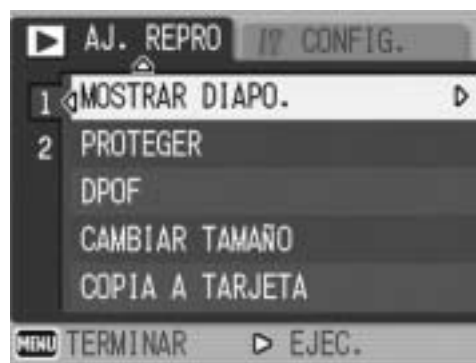 AJ. REPRO CONFIG.
1 MOSTRAR DIAPO.
2 PROTEGER
DPOF
CAMBIAR TAMAÑO
COPIA A TARJETA
MENU TERMINAR EJEC.